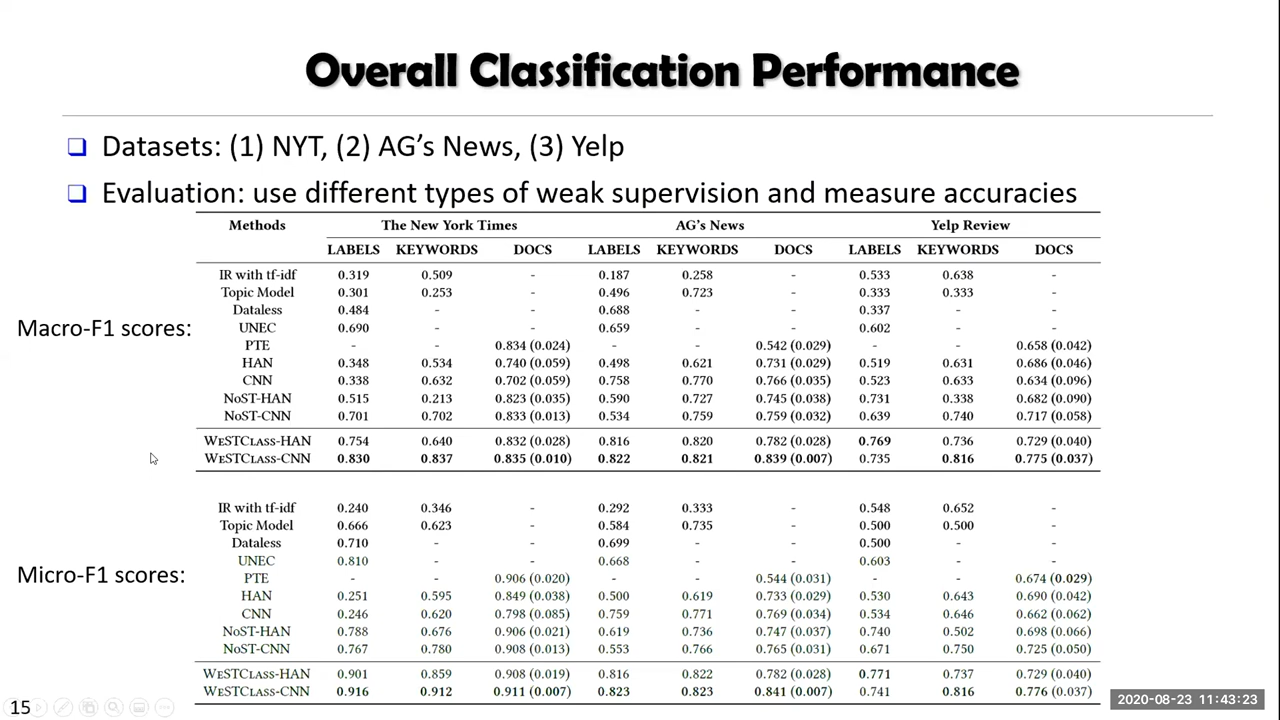 Overall Classification Performance
Datasets: (1) NYT, (2) AG's News, (3) Yelp
Evaluation: use different types of weak supervision and measure accuracies
Methods The New York Times AG's News Yelp Review
LABELS KEYWORDS DOCS LABELS KEYWORDS DOCS LABELS KEYWORDS DOCS
Macro-F1 scores:
IR with tf-idf 0.319 0.509 - 0.187 0.258 - 0.533 0.638 -
Topic Model 0.301 0.253 - 0.496 0.723 - 0.333 0.333 -
Dataless 0.484 - - 0.688 - - 0.337 - -
UNEC 0.690 - - 0.659 - - 0.602 - -
PTE - - 0.834 (0.024) - - 0.542 (0.029) - - 0.658 (0.042)
HAN 0.348 0.534 0.740 (0.059) 0.498 0.621 0.731 (0.029) 0.519 0.631 0.686 (0.046)
CNN 0.338 0.632 0.702 (0.059) 0.758 0.770 0.766 (0.035) 0.523 0.633 0.634 (0.096)
NoST-HAN 0.515 0.213 0.823 (0.035) 0.590 0.727 0.745 (0.038) 0.731 0.338 0.682 (0.090)
NoST-CNN 0.701 0.702 0.833 (0.013) 0.534 0.759 0.759 (0.032) 0.639 0.740 0.717 (0.058)
WeSTClass-HAN 0.754 0.640 0.832 (0.028) 0.816 0.820 0.782 (0.028) 0.769 0.736 0.729 (0.040)
WeSTClass-CNN 0.830 0.837 0.835 (0.010) 0.822 0.821 0.839 (0.007) 0.735 0.816 0.775 (0.037)
Micro-F1 scores:
IR with tf-idf 0.240 0.346 - 0.292 0.333 - 0.548 0.652 -
Topic Model 0.666 0.623 - 0.584 0.735 - 0.500 0.500 -
Dataless 0.710 - - 0.699 - - 0.500 - -
UNEC 0.810 - - 0.668 - - 0.603 - -
PTE - - 0.906 (0.020) - - 0.544 (0.031) - - 0.674 (0.029)
HAN 0.251 0.595 0.849 (0.038) 0.500 0.619 0.733 (0.029) 0.530 0.643 0.690 (0.042)
CNN 0.246 0.620 0.798 (0.085) 0.759 0.771 0.769 (0.034) 0.534 0.646 0.662 (0.062)
NoST-HAN 0.788 0.676 0.906 (0.021) 0.619 0.736 0.747 (0.037) 0.740 0.502 0.698 (0.066)
NoST-CNN 0.767 0.780 0.908 (0.013) 0.553 0.766 0.765 (0.031) 0.671 0.750 0.725 (0.050)
WeSTClass-HAN 0.901 0.859 0.908 (0.019) 0.816 0.822 0.782 (0.028) 0.771 0.737 0.729 (0.040)
WeSTClass-CNN 0.916 0.912 0.911 (0.007) 0.823 0.823 0.841 (0.007) 0.741 0.816 0.776 (0.037)
15
2020-08-23 11:43:23